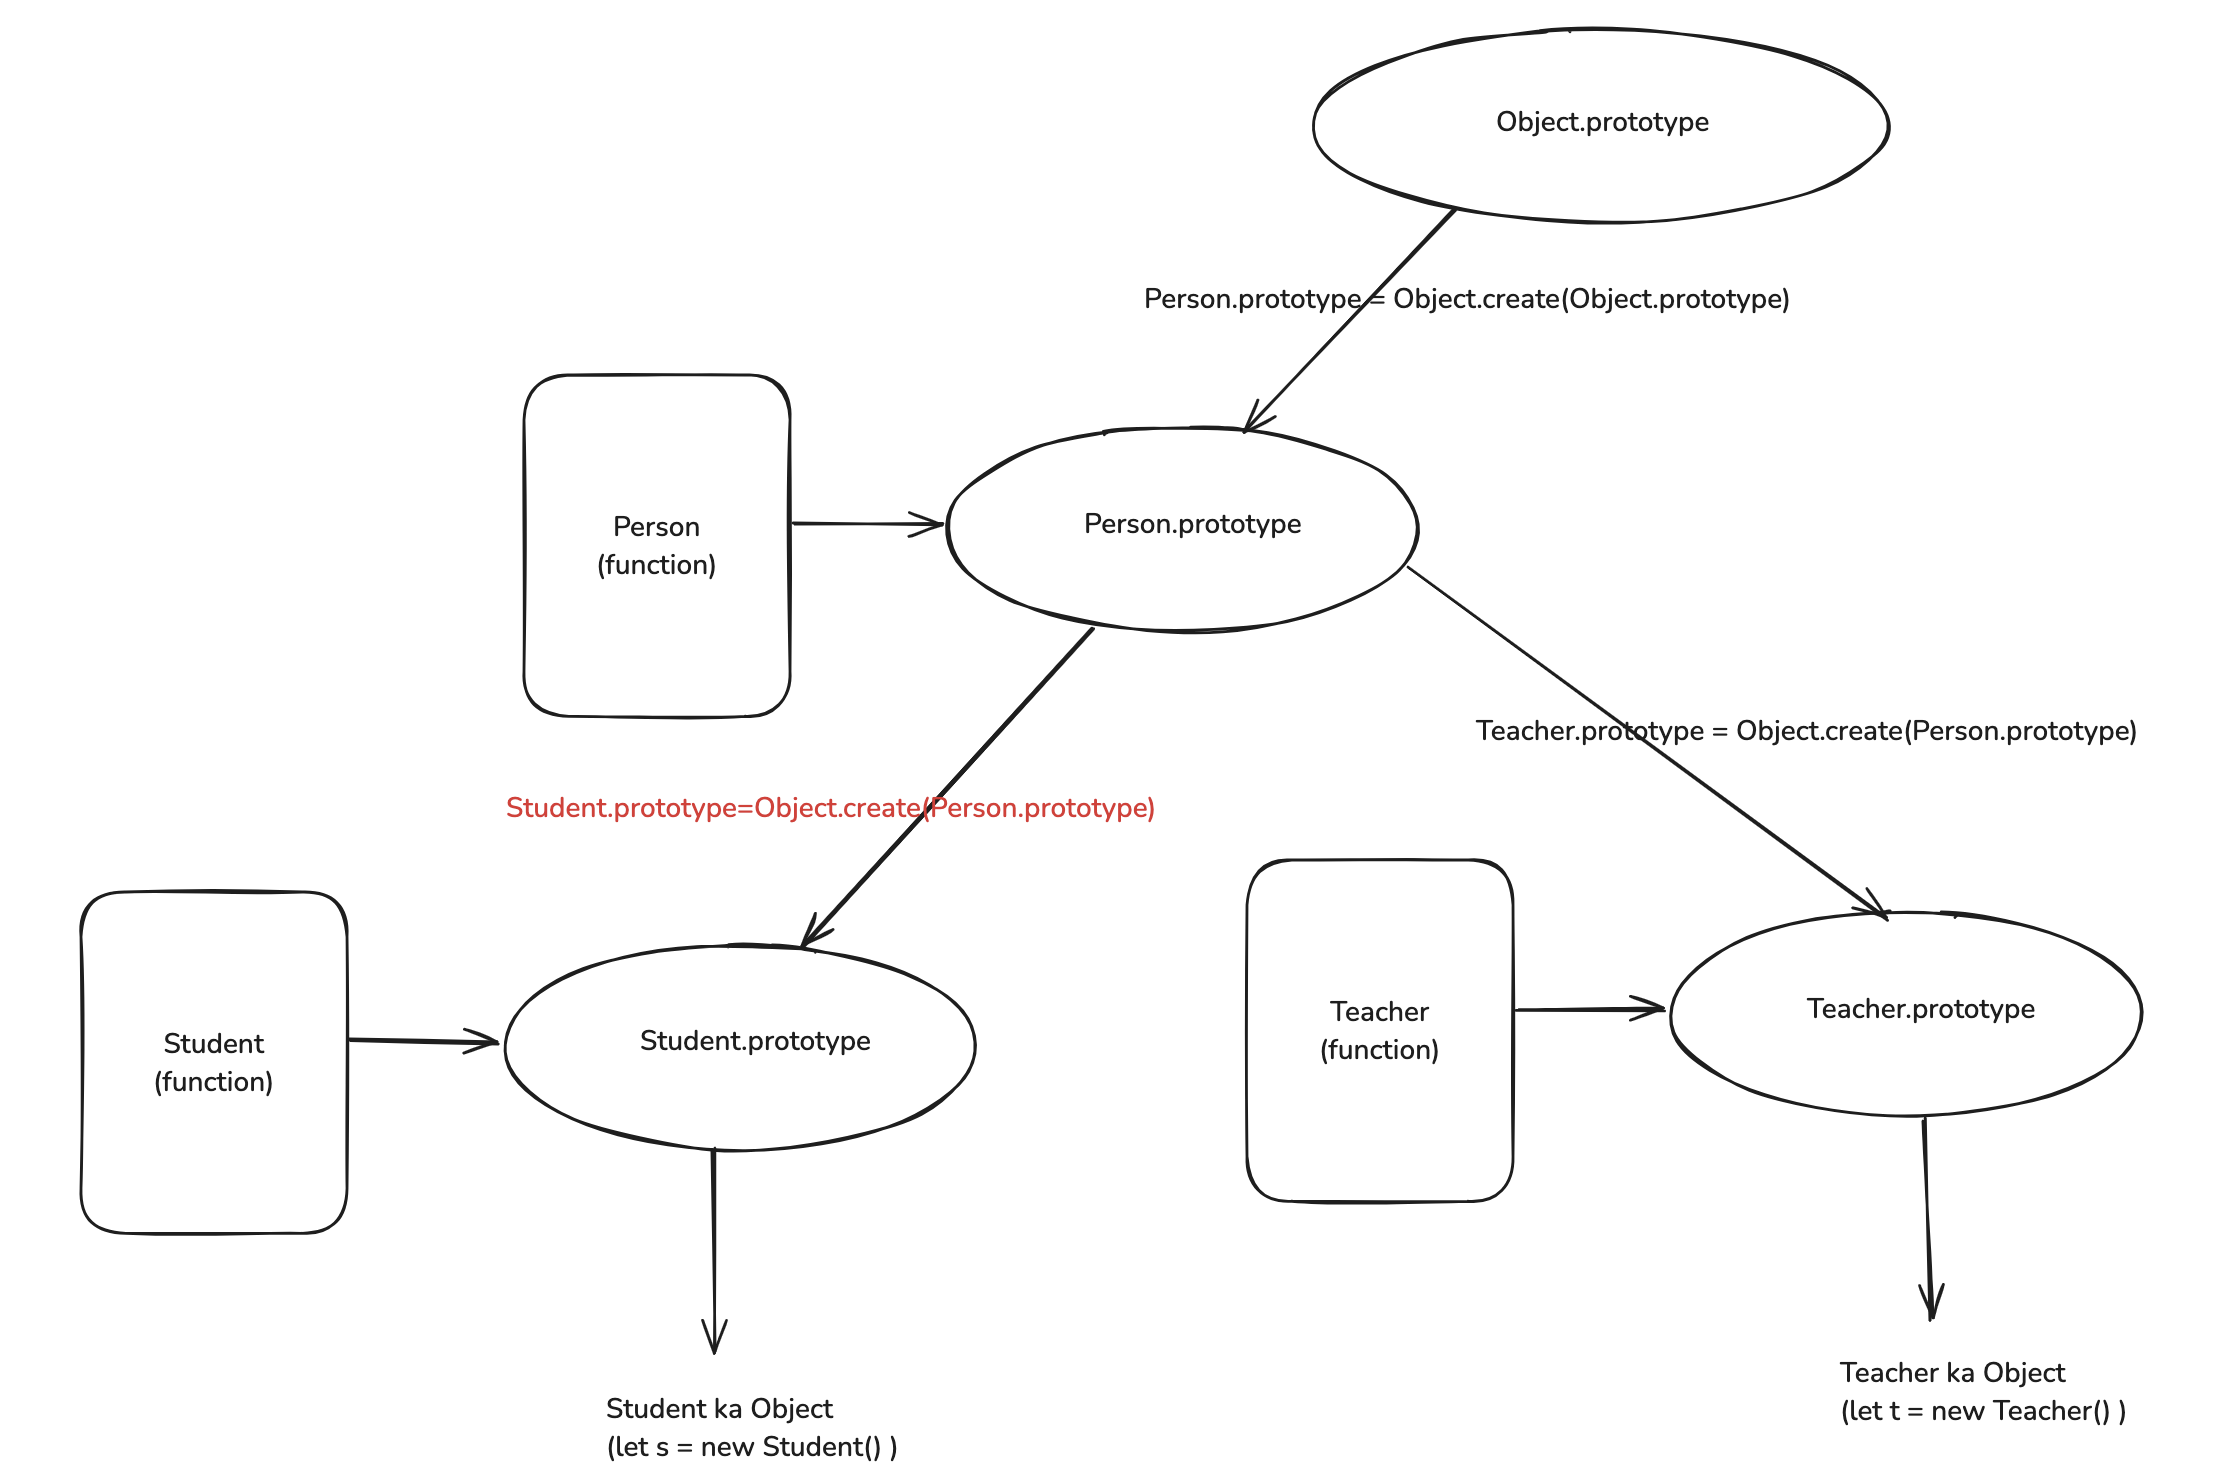 Object.prototype
Person.prototype = Object.create(Object.prototype)
Person
(function)
Person.prototype
Teacher.prototype = Object.create(Person.prototype)
Student.prototype=Object.create(Person.prototype)
Student
(function)
Student.prototype
Teacher
(function)
Teacher.prototype
Student ka Object
(let s = new Student() )
Teacher ka Object
(let t = new Teacher() )